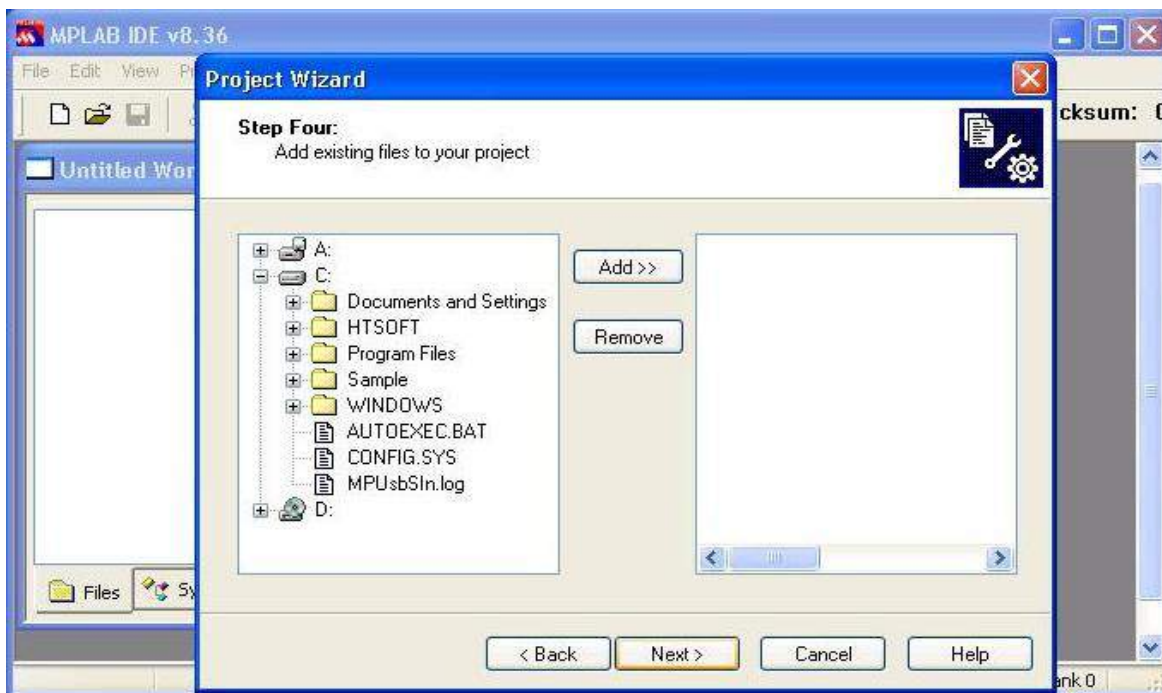 MPLAB IDE v8.36
File Edit View
cksum:
Untitled
Project Wizard
Step Four:
Add existing files to your project
A:
C:
Documents and Settings
HTSOFT
Program Files
Sample
WINDOWS
AUTOEXEC.BAT
CONFIG.SYS
MPUsbSIn.log
D:
Add >>
Remove
Files
< Back
Next >
Cancel
Help
ank 0